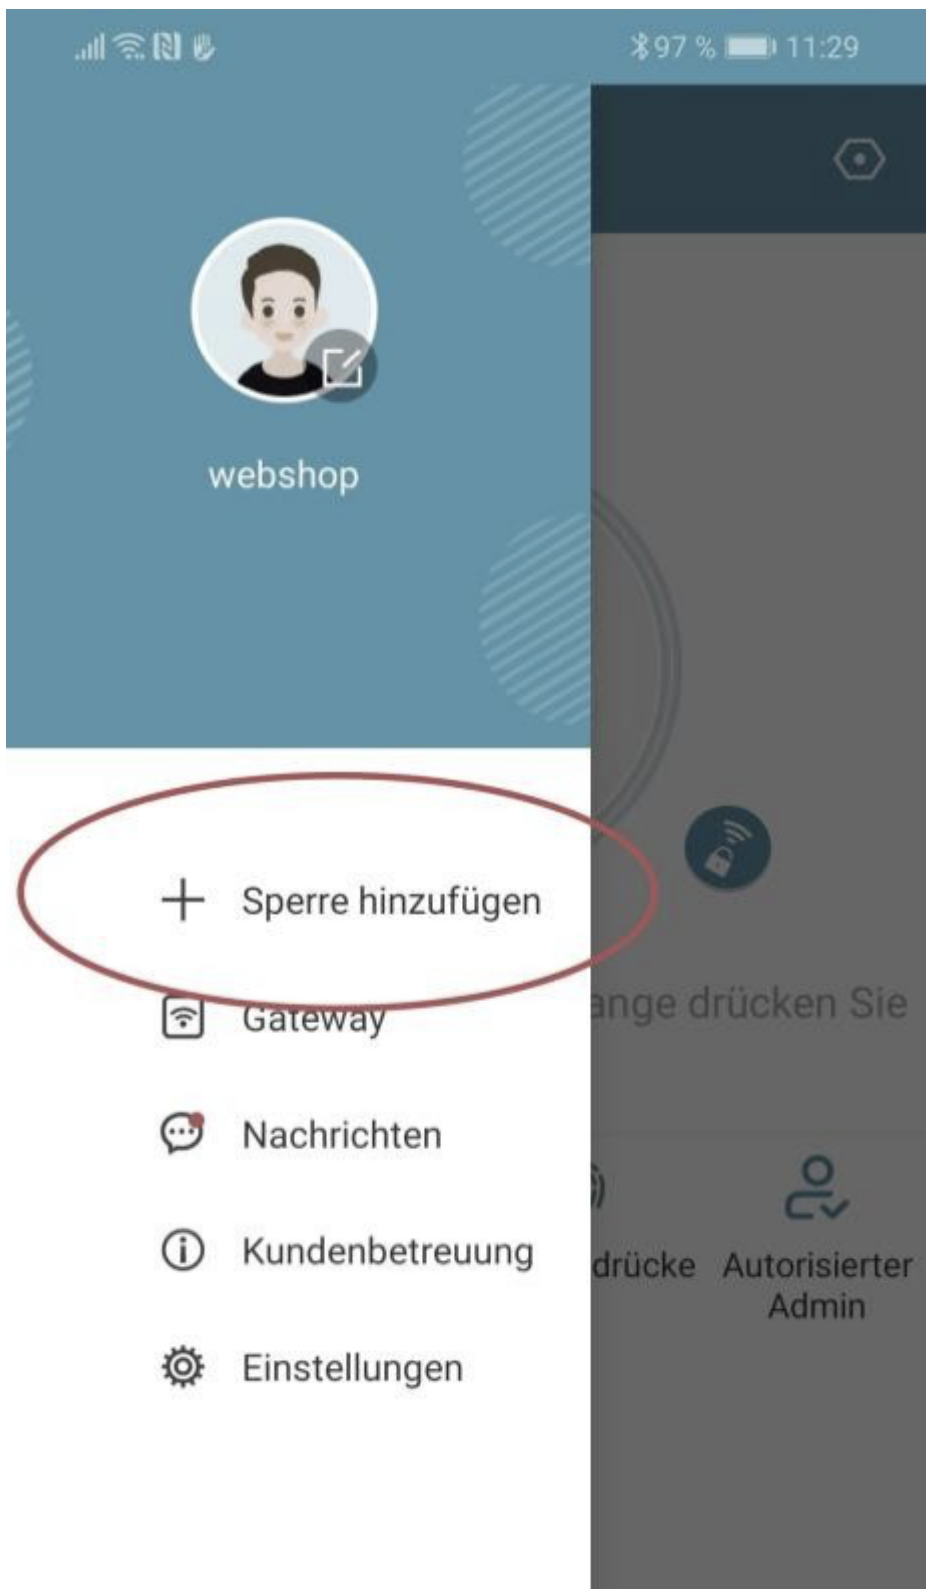 97 % 11:29
webshop
Sperre hinzufügen
Gateway
ange drücken Sie
Nachrichten
Kundenbetreuung
drücke Autorisierter
Admin
Einstellungen